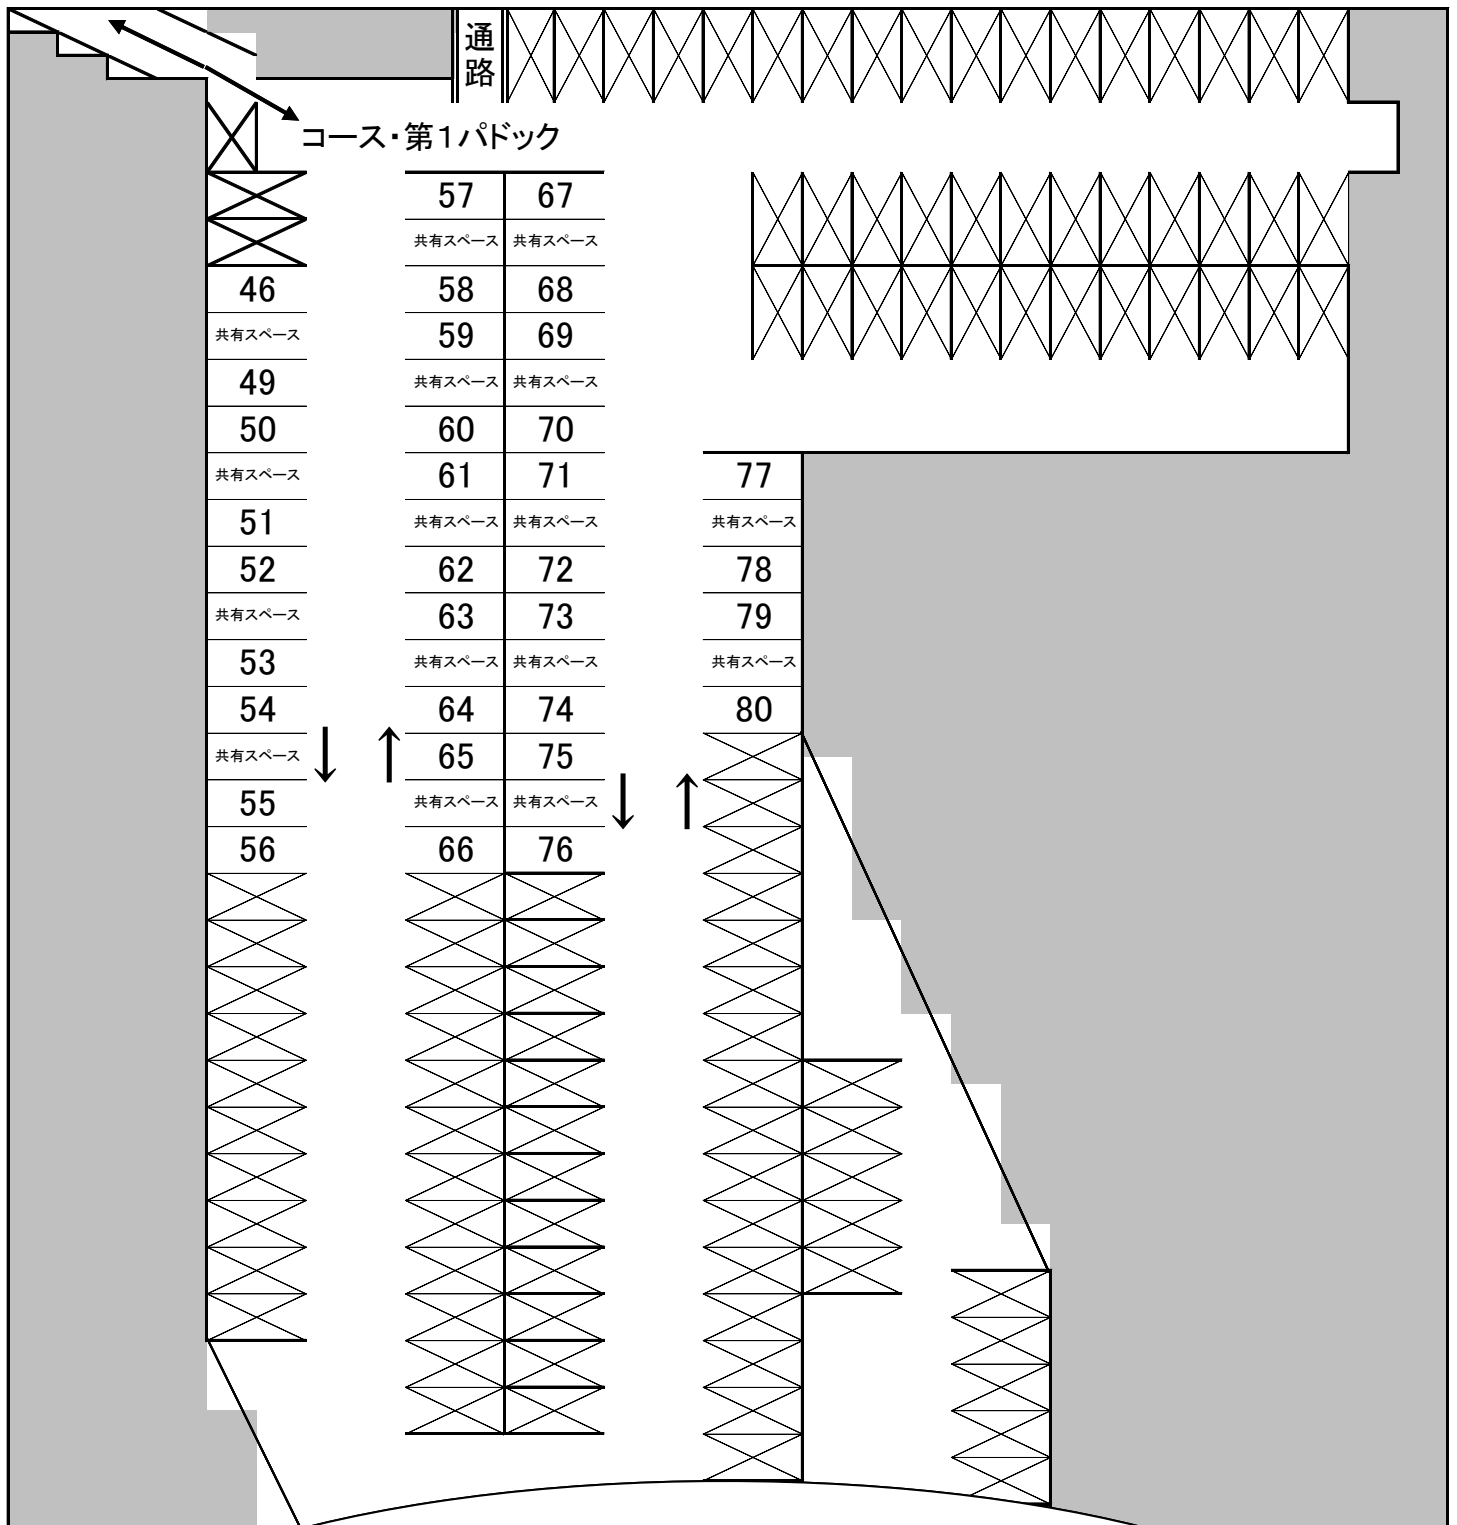 通路
コース・第１パドック
57 67
共有スペース 共有スペース
46 58 68
共有スペース 59 69
49 共有スペース 共有スペース
50 60 70
共有スペース 61 71 77
51 共有スペース 共有スペース 共有スペース
52 62 72 78
共有スペース 63 73 79
53 共有スペース 共有スペース 共有スペース
54 64 74 80
共有スペース ↓ ↑ 65 75
55 共有スペース 共有スペース ↓ ↑
56 66 76